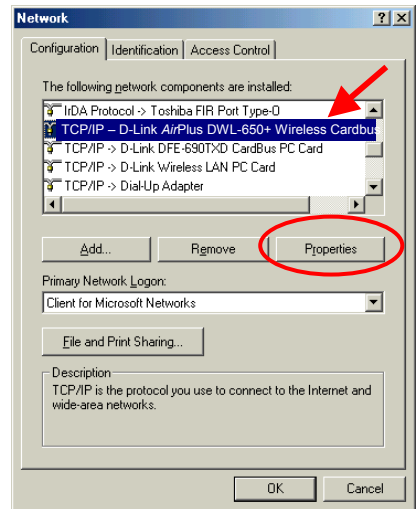 Network
Configuration Identification Access Control
The following network components are installed:
IrDA Protocol -> Toshiba FIR Port Type-O
TCP/IP – D-Link AirPlus DWL-650+ Wireless Cardbus
TCP/IP -> D-Link DFE-690TXD CardBus PC Card
TCP/IP -> D-Link Wireless LAN PC Card
TCP/IP -> Dial-Up Adapter
Add... Remove Properties
Primary Network Logon:
Client for Microsoft Networks
File and Print Sharing...
Description
TCP/IP is the protocol you use to connect to the Internet and
wide-area networks.
OK Cancel